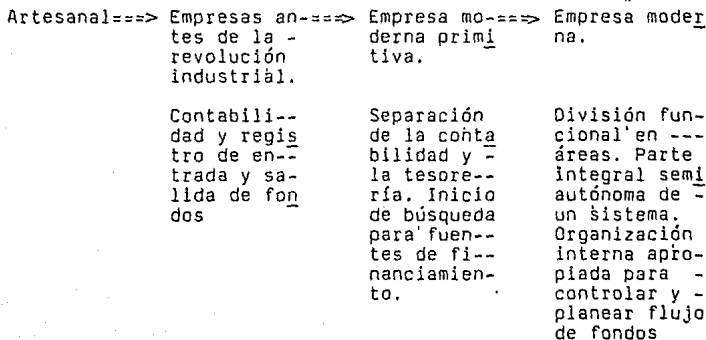 Artesanal===> Empresas an-===> Empresa mo-===> Empresa moder
tes de la - derna primi na.
revolución tiva.
industrial.
Contabili-- Separación División fun-
dad y regis de la conta cional en ---
tro de en-- bilidad y - áreas. Parte
trada y sa- la tesore-- integral semi
lida de fon ría. Inicio autónoma de -
dos de búsqueda un sistema.
para fuen-- Organización
tes de fi-- interna apro-
nanciamien- piada para -
to. controlar y -
planear flujo
de fondos